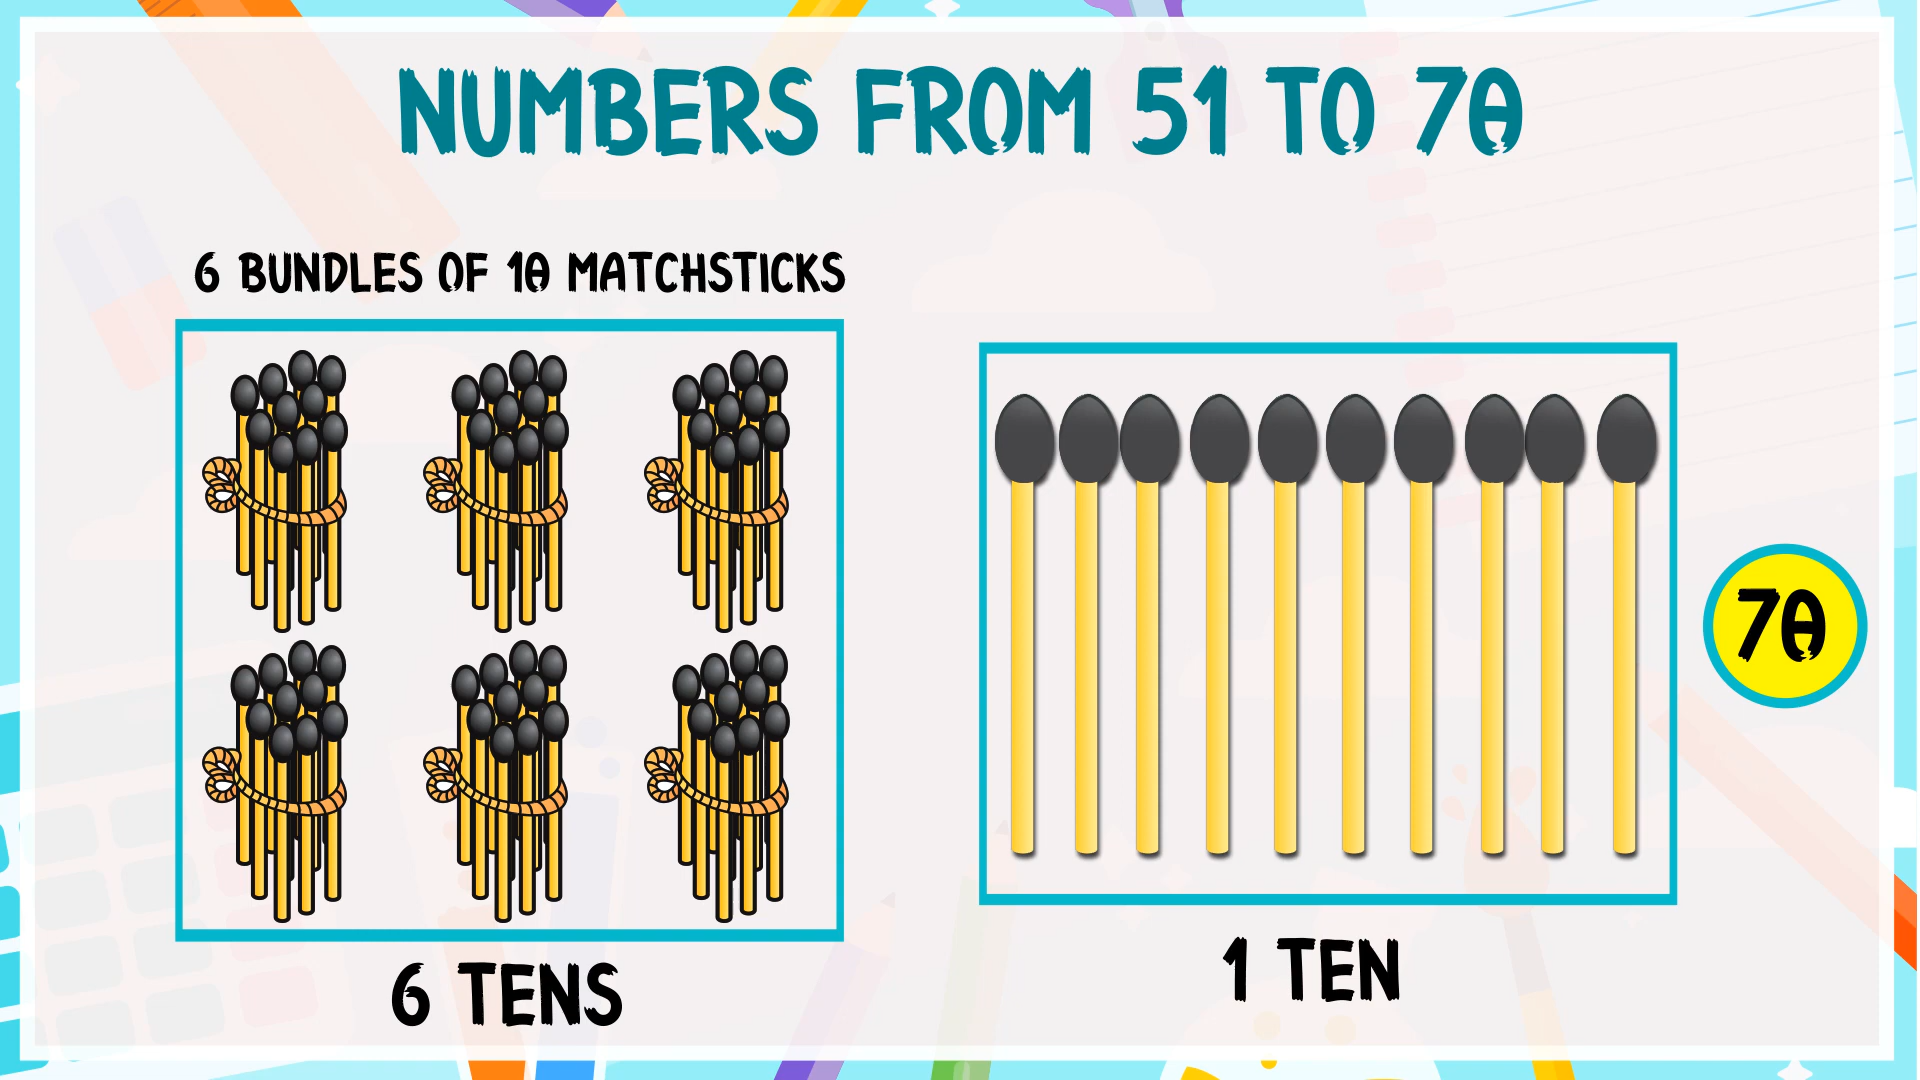 NUMBERS FROM 51 TO 70
6 BUNDLES OF 10 MATCHSTICKS
70
6 TENS
1 TEN